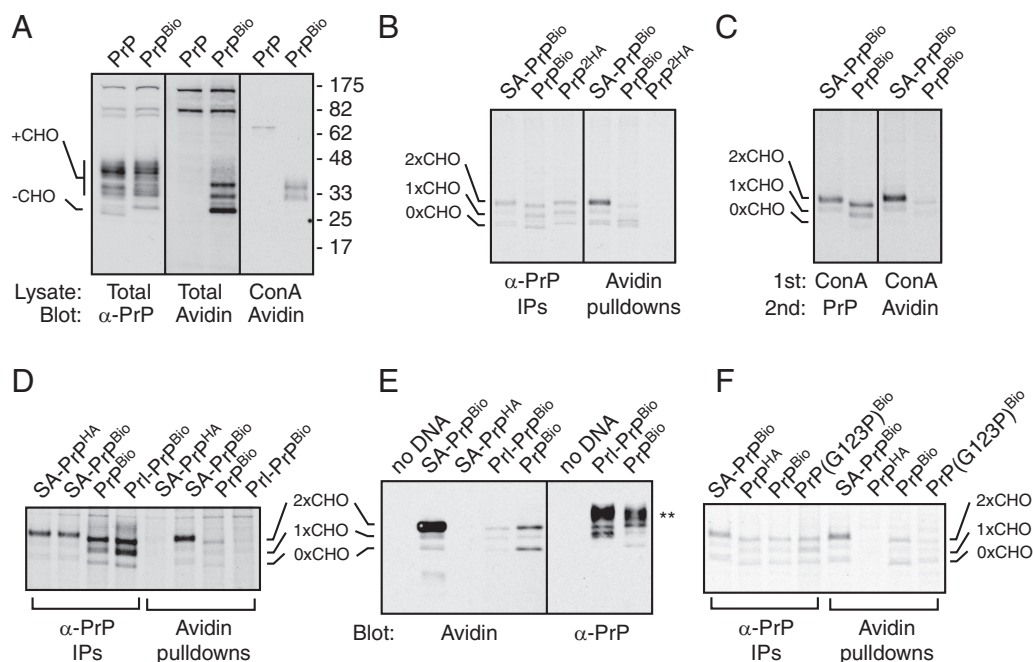 A
PrP
PrPBio
PrP
PrPBio
PrP
PrPBio
- 175
- 82
- 62
- 48
- 33
- 25
- 17
+CHO
-CHO
Lysate: Total Total ConA
Blot: α-PrP Avidin Avidin
B
SA-PrPBio
PrPBio
PrP2HA
SA-PrPBio
PrPBio
PrP2HA
2xCHO
1xCHO
0xCHO
α-PrP Avidin
IPs pulldowns
C
SA-PrPBio
PrPBio
SA-PrPBio
PrPBio
2xCHO
1xCHO
0xCHO
1st: ConA ConA
2nd: PrP Avidin
D
SA-PrPHA
SA-PrPBio
PrPBio
Prl-PrPBio
SA-PrPHA
SA-PrPBio
PrPBio
Prl-PrPBio
2xCHO
1xCHO
0xCHO
α-PrP Avidin
IPs pulldowns
E
no DNA
SA-PrPBio
SA-PrPHA
Prl-PrPBio
PrPBio
no DNA
Prl-PrPBio
PrPBio
**
Blot: Avidin α-PrP
F
SA-PrPBio
PrPHA
PrPBio
PrP(G123P)Bio
SA-PrPBio
PrPHA
PrPBio
PrP(G123P)Bio
2xCHO
1xCHO
0xCHO
α-PrP Avidin
IPs pulldowns